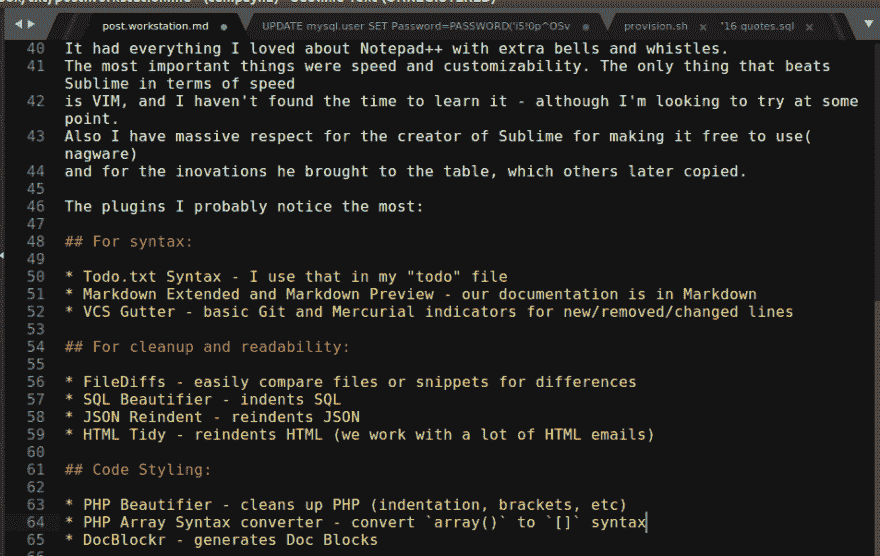 post.workstation.md
UPDATE mysql.user SET Password=PASSWORD('i5!0p^OSv
provision.sh
'16 quotes.sql
40 It had everything I loved about Notepad++ with extra bells and whistles.
41 The most important things were speed and customizability. The only thing that beats
Sublime in terms of speed
42 is VIM, and I haven't found the time to learn it - although I'm looking to try at some
point.
43 Also I have massive respect for the creator of Sublime for making it free to use(
nagware)
44 and for the inovations he brought to the table, which others later copied.
45
46 The plugins I probably notice the most:
47
48 ## For syntax:
49
50 * Todo.txt Syntax - I use that in my "todo" file
51 * Markdown Extended and Markdown Preview - our documentation is in Markdown
52 * VCS Gutter - basic Git and Mercurial indicators for new/removed/changed lines
53
54 ## For cleanup and readability:
55
56 * FileDiffs - easily compare files or snippets for differences
57 * SQL Beautifier - indents SQL
58 * JSON Reindent - reindents JSON
59 * HTML Tidy - reindents HTML (we work with a lot of HTML emails)
60
61 ## Code Styling:
62
63 * PHP Beautifier - cleans up PHP (indentation, brackets, etc)
64 * PHP Array Syntax converter - convert `array()` to `[]` syntax
65 * DocBlockr - generates Doc Blocks